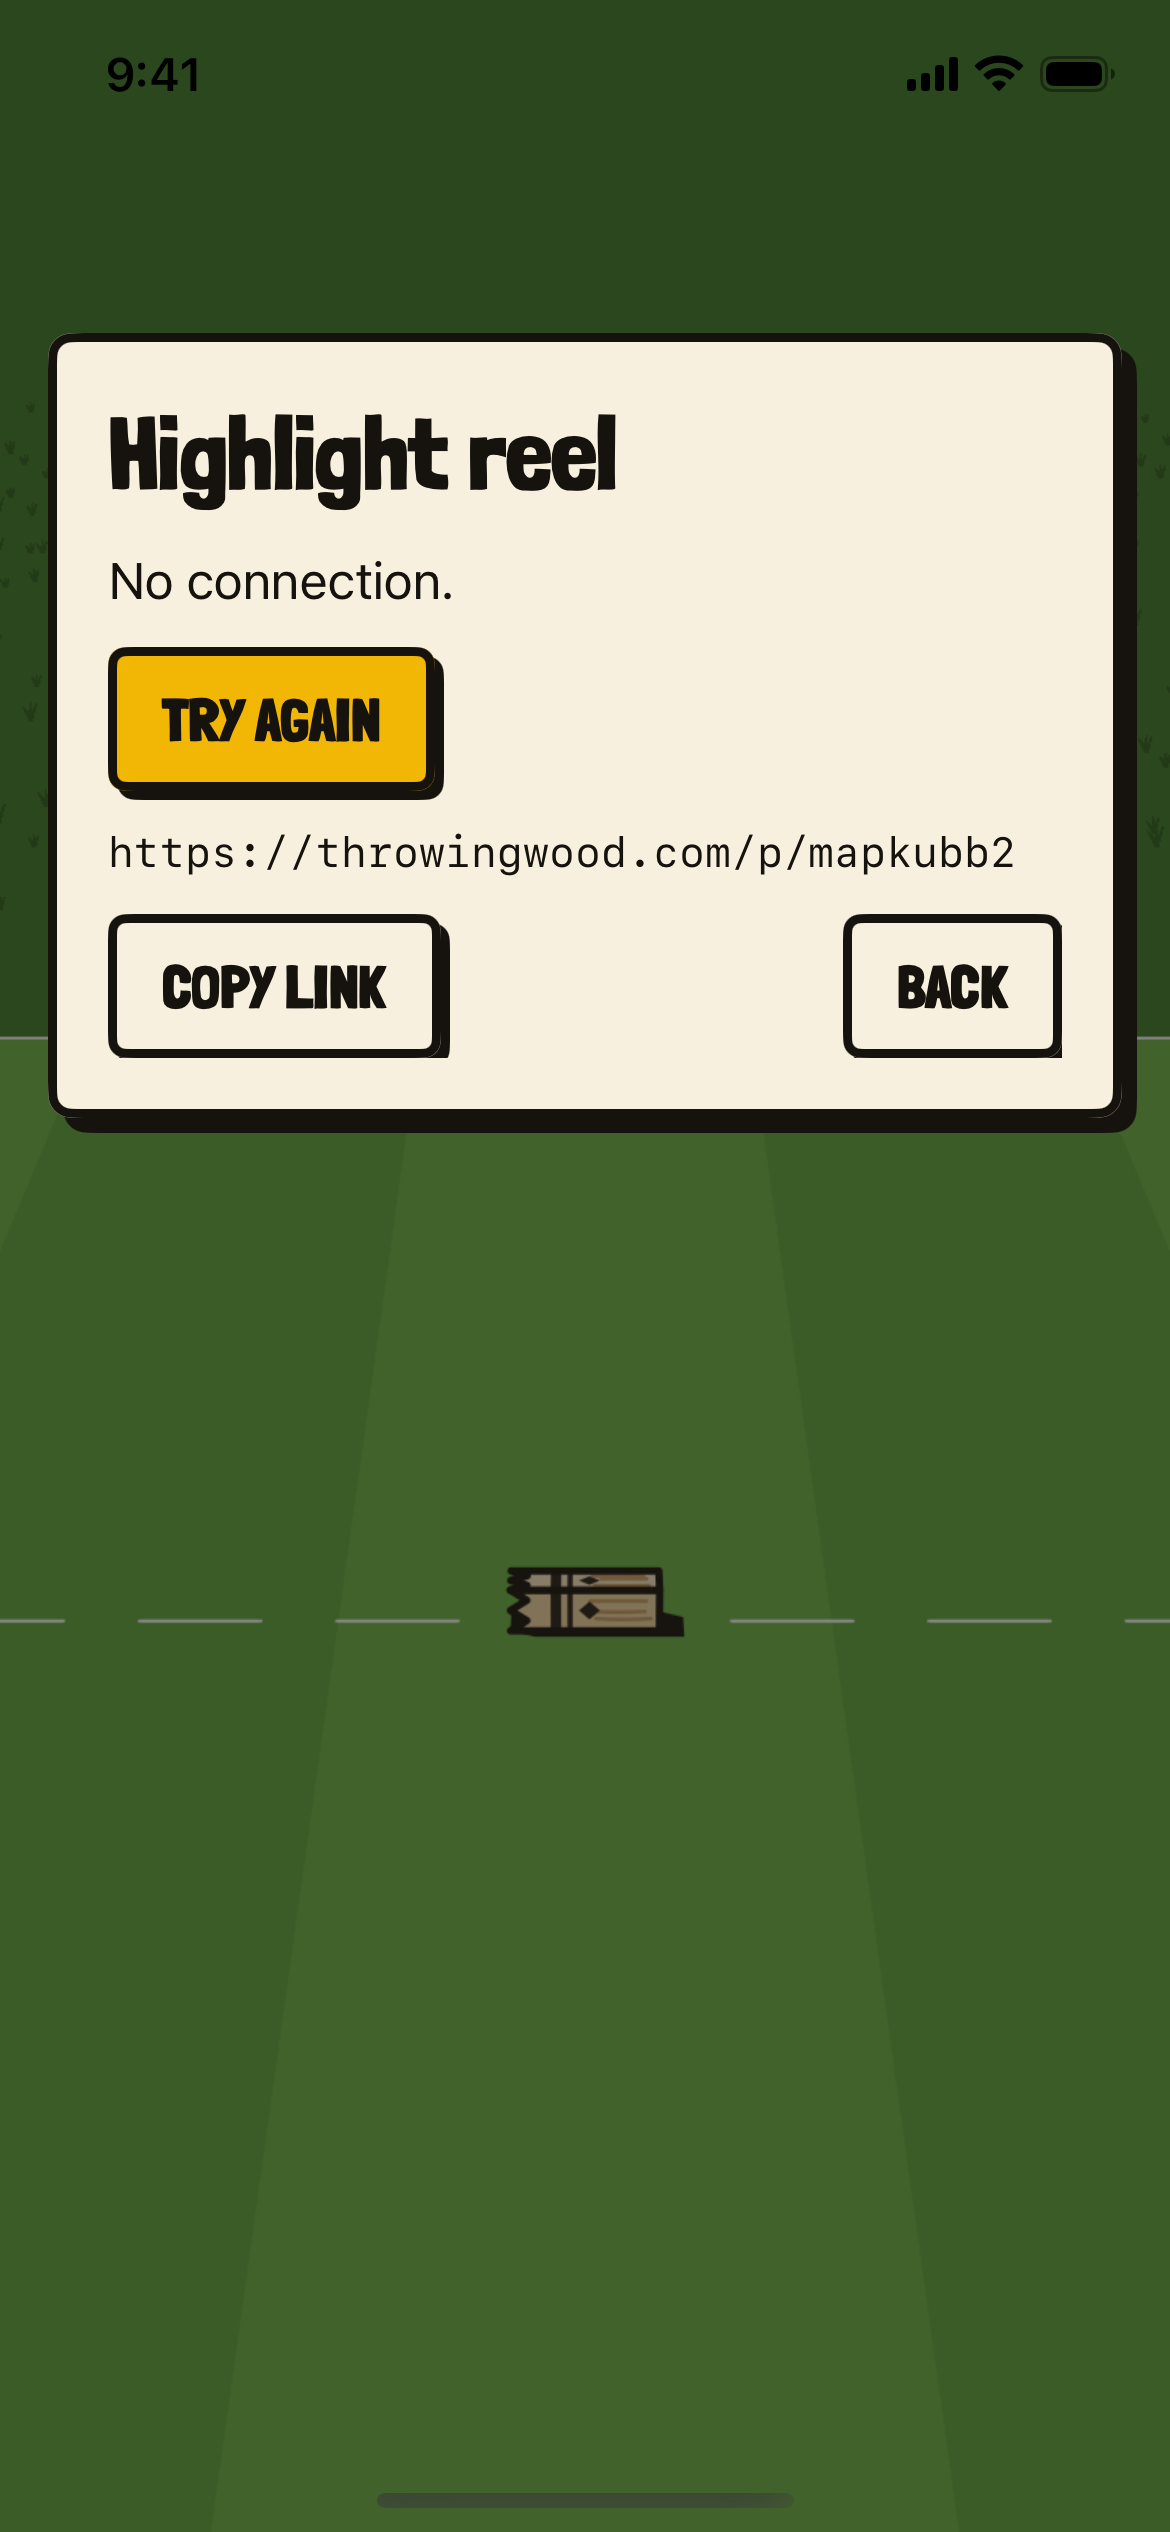 9:41
Highlight reel
No connection.
TRY AGAIN
https://throwingwood.com/p/mapkubb2
COPY LINK
BACK